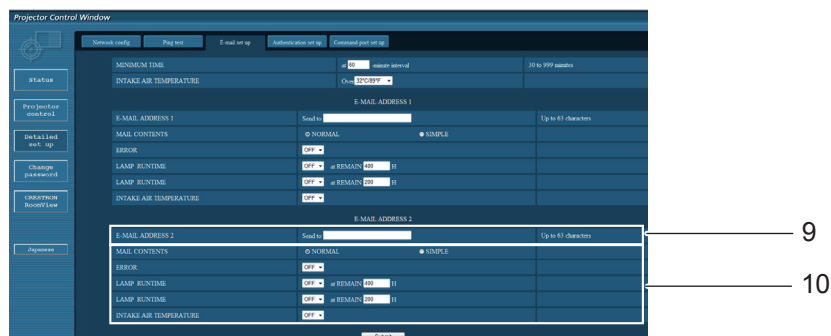 Projector Control Window
Network config Ping test E-mail set up Authentication set up Command port set up
MINIMUM TIME at 60 minute interval 30 to 999 minutes
Status
INTAKE AIR TEMPERATURE Over 32°C/89°F
E-MAIL ADDRESS 1
Projector control
E-MAIL ADDRESS 1 Send to Up to 63 characters
MAIL CONTENTS NORMAL SIMPLE
Detailed set up
ERROR OFF
LAMP RUNTIME OFF at REMAIN 400 H
Change password
LAMP RUNTIME OFF at REMAIN 200 H
INTAKE AIR TEMPERATURE OFF
CRESTRON RoomView
E-MAIL ADDRESS 2
E-MAIL ADDRESS 2 Send to Up to 63 characters 9
Japanese
MAIL CONTENTS NORMAL SIMPLE
ERROR OFF
LAMP RUNTIME OFF at REMAIN 400 H 10
LAMP RUNTIME OFF at REMAIN 200 H
INTAKE AIR TEMPERATURE OFF
Submit